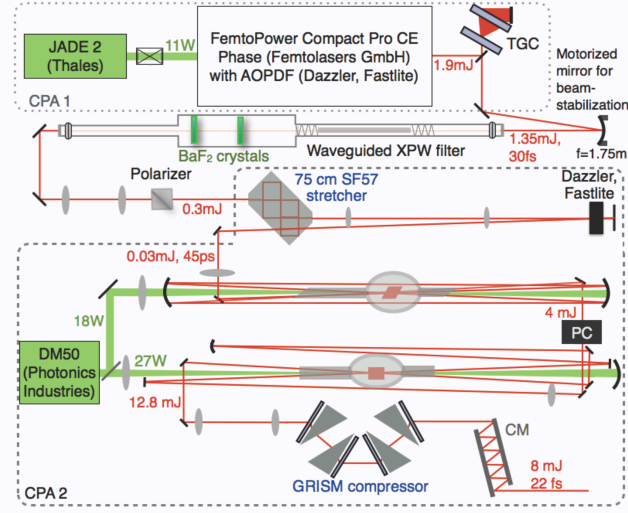 JADE 2
(Thales)
11W
FemtoPower Compact Pro CE
Phase (Femtolasers GmbH)
with AOPDF (Dazzler, Fastlite)
1.9mJ
TGC
CPA 1
Motorized
mirror for
beam-
stabilization
BaF2 crystals
Waveguided XPW filter
1.35mJ,
30fs
f=1.75m
Polarizer
0.3mJ
75 cm SF57
stretcher
Dazzler,
Fastlite
0.03mJ, 45ps
18W
4 mJ
PC
DM50
(Photonics
Industries)
27W
12.8 mJ
GRISM compressor
CM
8 mJ
22 fs
CPA 2